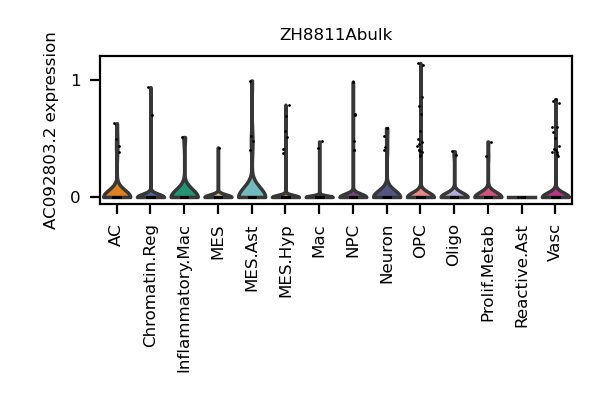 ZH8811Abulk
AC092803.2 expression
1
0
AC
Chromatin.Reg
Inflammatory.Mac
MES
MES.Ast
MES.Hyp
Mac
NPC
Neuron
OPC
Oligo
Prolif.Metab
Reactive.Ast
Vasc